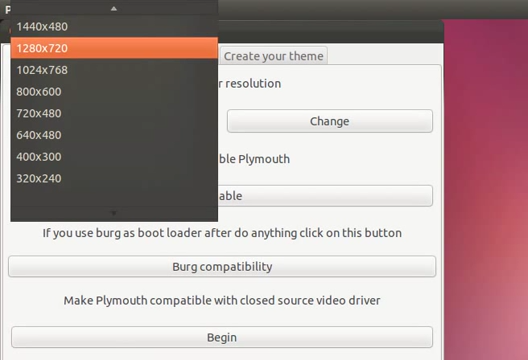 P
1440x480
1280x720
1024x768
800x600
720x480
640x480
400x300
320x240
Create your theme
resolution
Change
Plymouth
If you use burg as boot loader after do anything click on this button
Burg compatibility
Make Plymouth compatible with closed source video driver
Begin